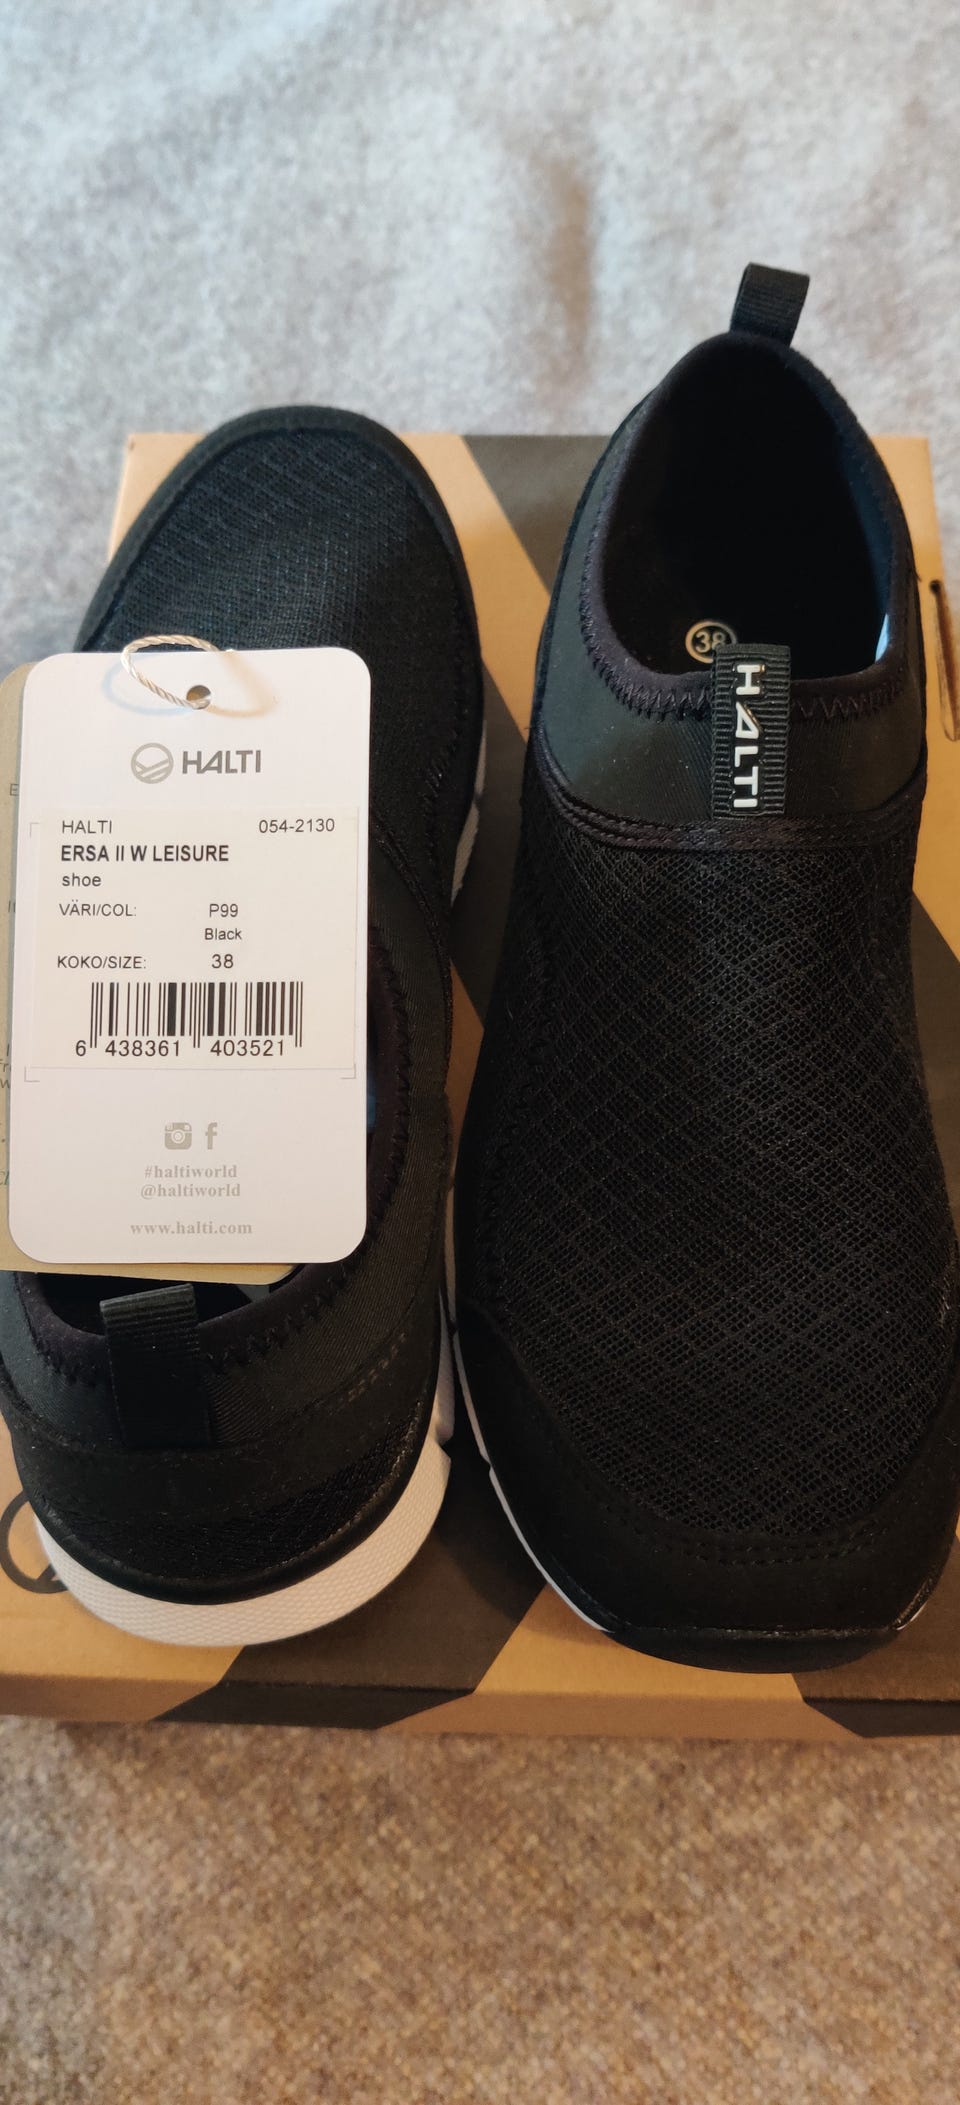 38
HALTI
HALTI
HALTI 054-2130
ERSA II W LEISURE
shoe
VÄRI/COL: P99
Black
KOKO/SIZE: 38
6 438361 403521
#haltiworld
@haltiworld
www.halti.com